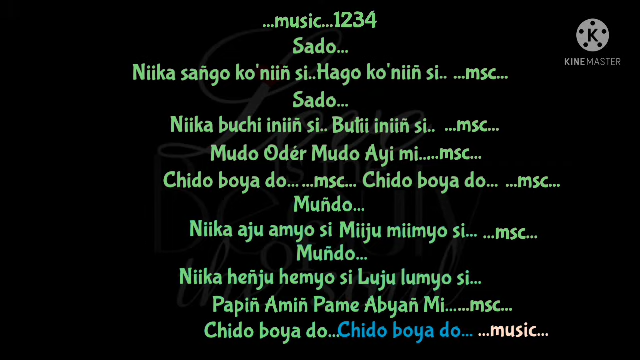 ...music...1234
Sado...
Niika sañgo ko'niiñ si..Hago ko'niiñ si.. ...msc...
Sado...
Niika buchi iniiñ si.. Butii iniiñ si.. ...msc...
Mudo Odér Mudo Ayi mi.....msc...
Chido boya do... ...msc... Chido boya do... ...msc...
Muñdo...
Niika aju amyo si Miiju miimyo si... ...msc...
Muñdo...
Niika heñju hemyo si Luju lumyo si...
Papiñ Amiñ Pame Abyañ Mi......msc...
Chido boya do...Chido boya do... ...music...
KINEMASTER